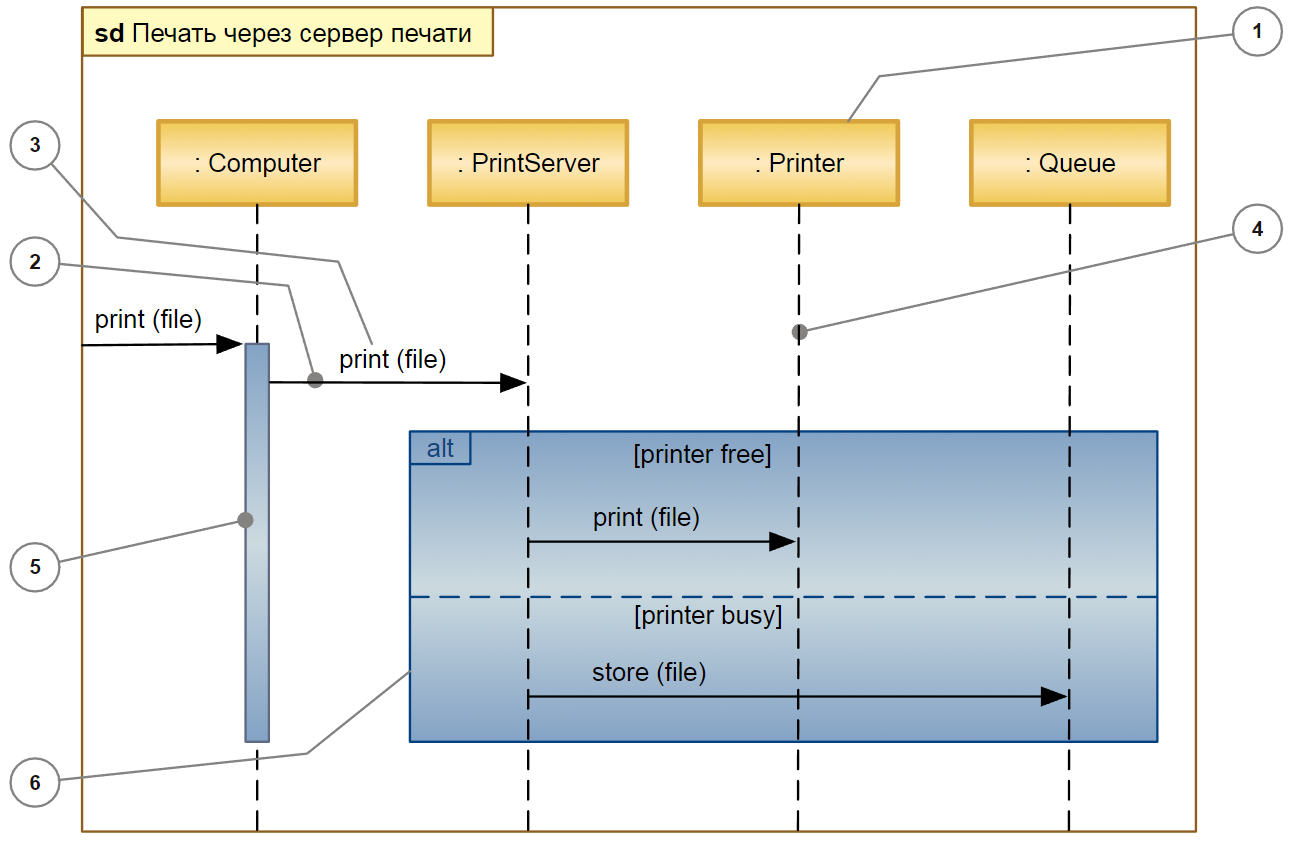 sd Печать через сервер печати
1
: Computer
: PrintServer
: Printer
: Queue
3
4
2
print (file)
print (file)
alt
[printer free]
print (file)
5
[printer busy]
store (file)
6